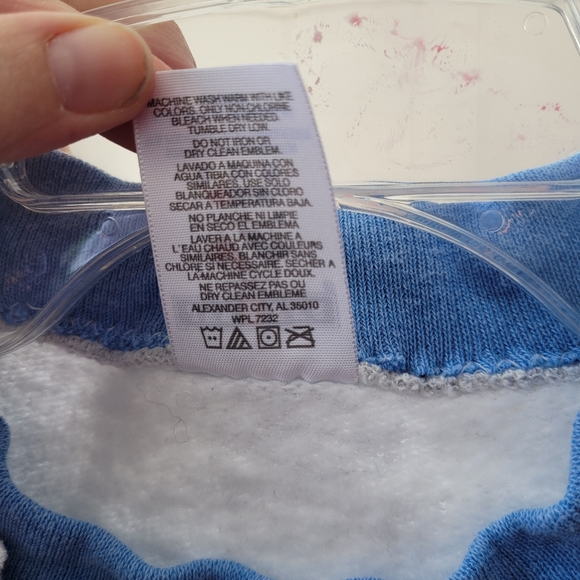 MACHINE WASH WARM WITH LIKE
COLORS. ONLY NON-CHLORINE
BLEACH WHEN NEEDED.
TUMBLE DRY LOW.
DO NOT IRON OR
DRY CLEAN EMBLEM.
LAVADO A MAQUINA CON
AGUA TIBIA CON COLORES
SIMILARES. USE SOLO
BLANQUEADOR SIN CLORO
SECAR A TEMPERATURA BAJA.
NO PLANCHE NI LIMPIE
EN SECO EL EMBLEMA
LAVER A LA MACHINE A
L'EAU CHAUD AVEC COULEURS
SIMILAIRES, BLANCHIR SANS
CHLORE SI NECESSAIRE. SECHER A
LA-MACHINE CYCLE DOUX.
NE REPASSEZ PAS OU
DRY CLEAN EMBLEME
ALEXANDER CITY, AL 35010
WPL 7232